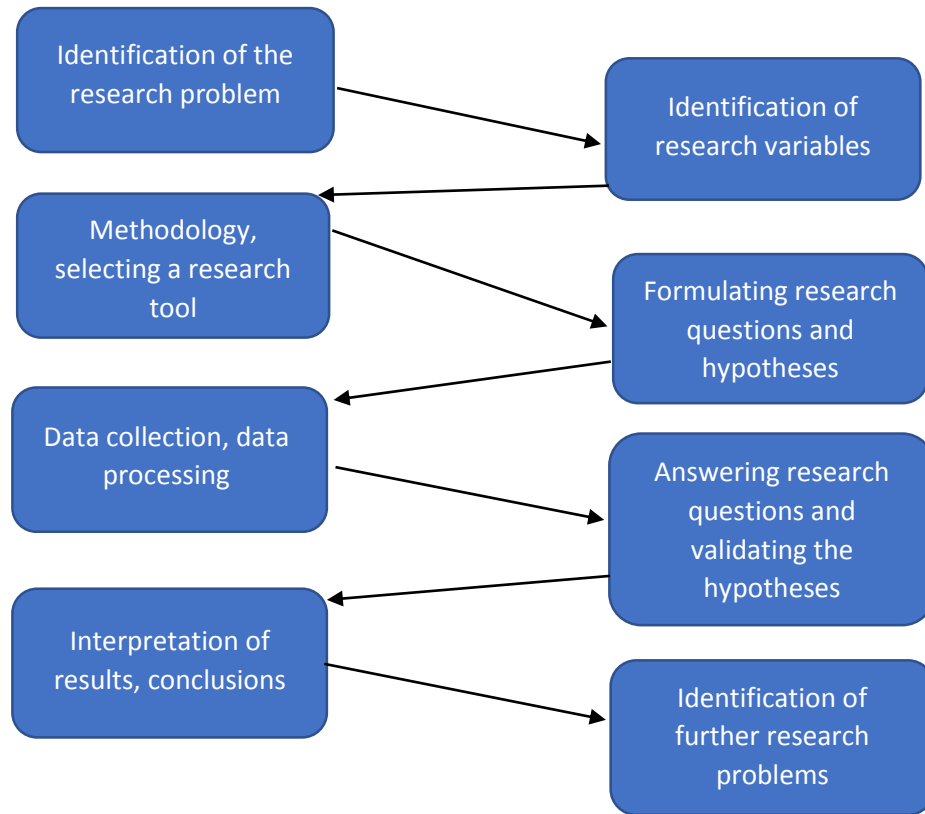 Identification of the
research problem
Identification of
research variables
Methodology,
selecting a research
tool
Formulating research
questions and
hypotheses
Data collection, data
processing
Answering research
questions and
validating the
hypotheses
Interpretation of
results, conclusions
Identification of
further research
problems